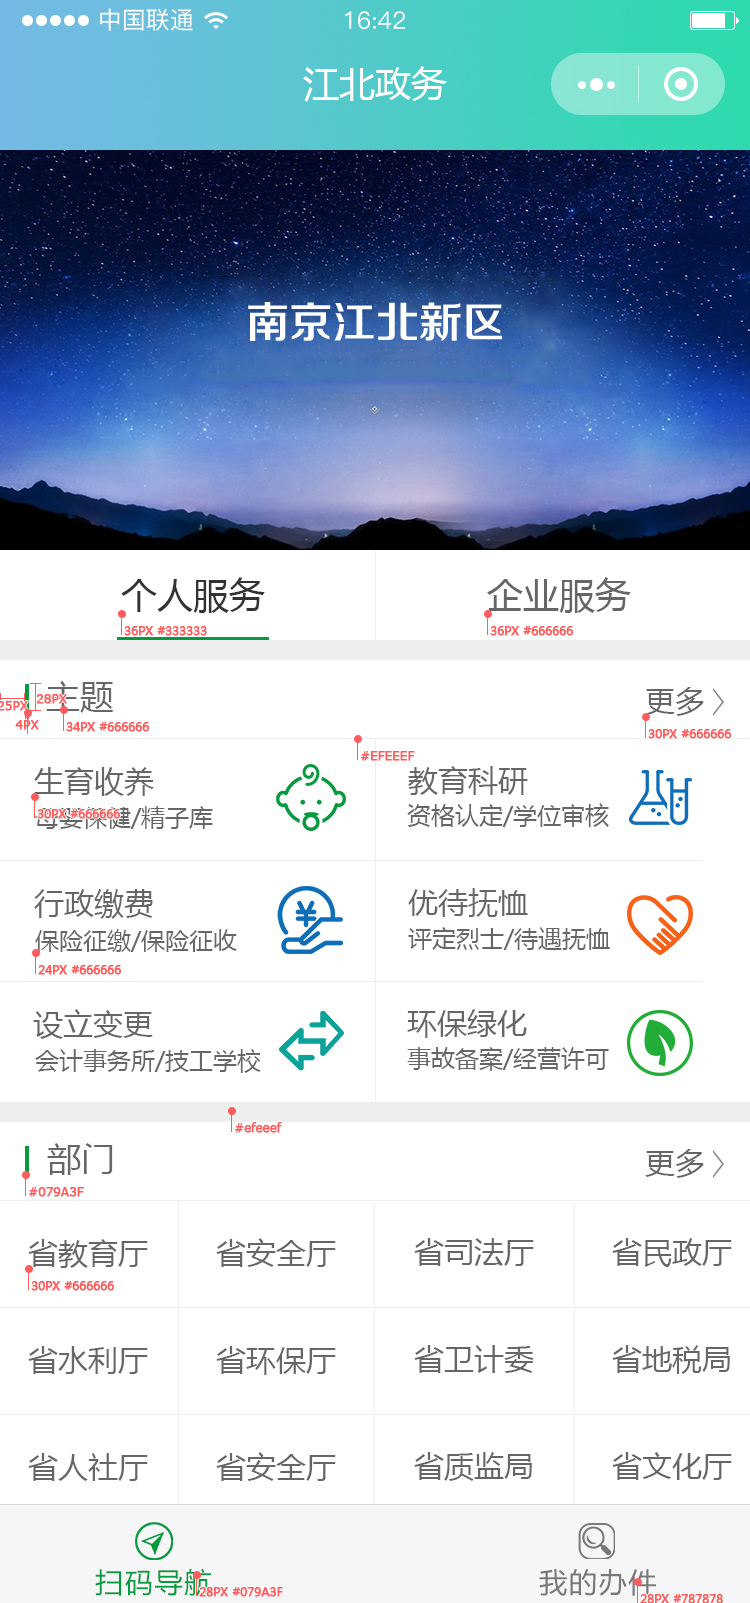 中国联通 16:42
江北政务
南京江北新区
个人服务 企业服务
36PX #333333 36PX #666666
主题 更多
25PX 28PX
4PX 34PX #666666 30PX #666666
#EFEEEF
生育收养 教育科研
30PX #666666
母婴保健/精子库 资格认定/学位审核
行政缴费 优待抚恤
保险征缴/保险征收 评定烈士/待遇抚恤
24PX #666666
设立变更 环保绿化
会计事务所/技工学校 事故备案/经营许可
#efeeef
部门 更多
#079A3F
省教育厅 省安全厅 省司法厅 省民政厅
30PX #666666
省水利厅 省环保厅 省卫计委 省地税局
省人社厅 省安全厅 省质监局 省文化厅
扫码导航 我的办件
28PX #079A3F 28PX #787878